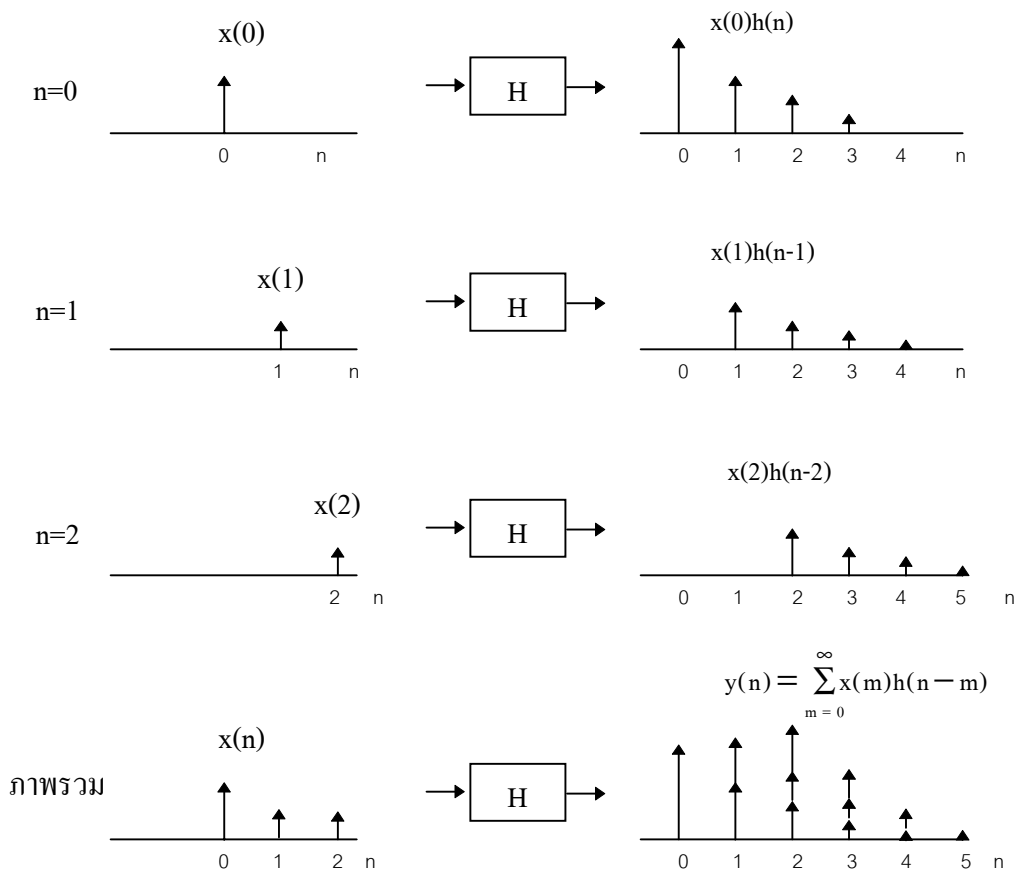 x(0)
x(0)h(n)
n=0
H
0 n
0 1 2 3 4 n
x(1)h(n-1)
x(1)
n=1
H
1 n
0 1 2 3 4 n
x(2)h(n-2)
x(2)
n=2
H
2 n
0 1 2 3 4 5 n
y(n) = ∞∑m = 0 x(m)h(n − m)
x(n)
ภาพรวม
H
0 1 2 n
0 1 2 3 4 5 n